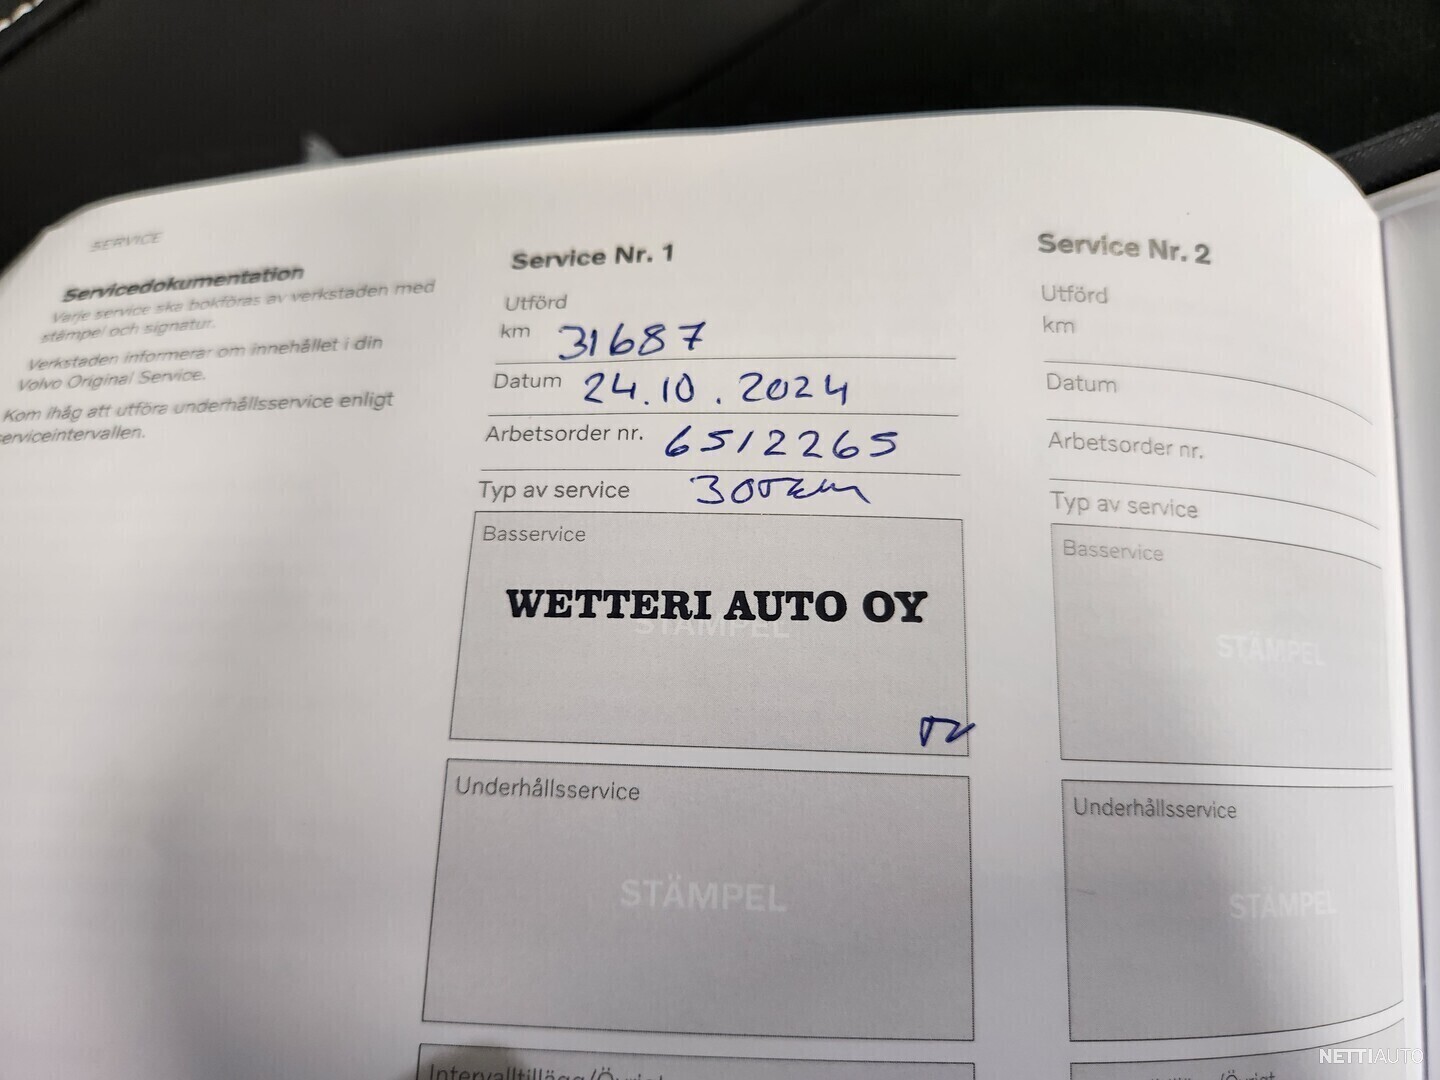 SERVICE
Servicedokumentation
Varje service ska bokföras av verkstaden med
stämpel och signatur.
Verkstaden informerar om innehållet i din
Volvo Original Service.
Kom ihåg att utföra underhållsservice enligt
serviceintervallen.
Service Nr. 1
Utförd
km 31687
Datum 24.10.2024
Arbetsorder nr. 6512265
Typ av service
Basservice
WETTERI AUTO OY
STÄMPEL
Underhållsservice
STÄMPEL
Intervalltillägg/Övrigt
Service Nr. 2
Utförd
km
Datum
Arbetsorder nr.
Typ av service
Basservice
STÄMPEL
Underhållsservice
STÄMPEL
/Övrigt
NETTIAUTO